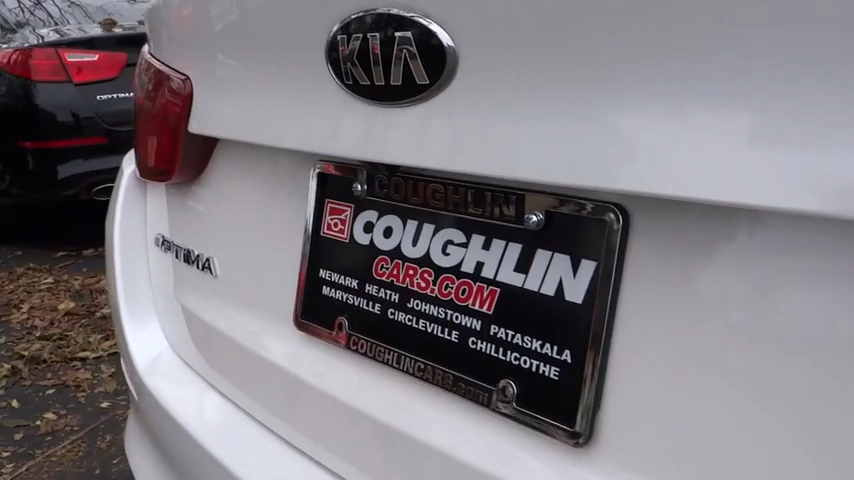 KIA
OPTIMA
OPTIMA
COUGHLIN
COUGHLIN
CARS.COM
NEWARK HEATH JOHNSTOWN PATASKALA
MARYSVILLE CIRCLEVILLE CHILLICOTHE
COUGHLINCARS.com